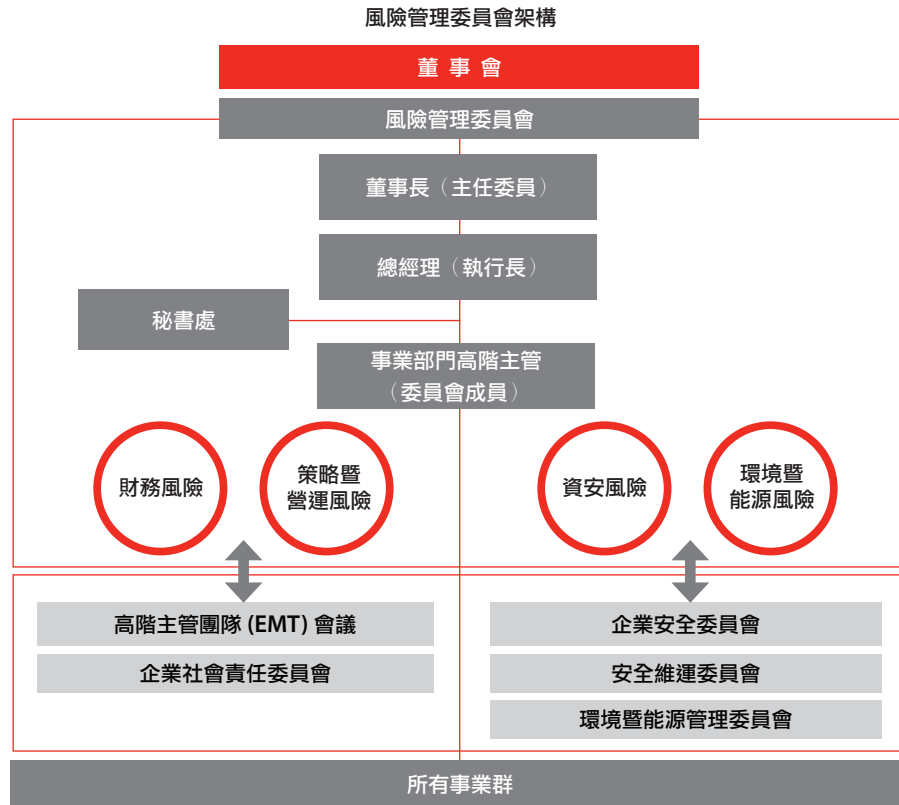 風險管理委員會架構
董事會
風險管理委員會
董事長（主任委員）
總經理（執行長）
秘書處
事業部門高階主管
（委員會成員）
財務風險
策略暨
營運風險
資安風險
環境暨
能源風險
高階主管團隊 (EMT) 會議
企業社會責任委員會
企業安全委員會
安全維運委員會
環境暨能源管理委員會
所有事業群